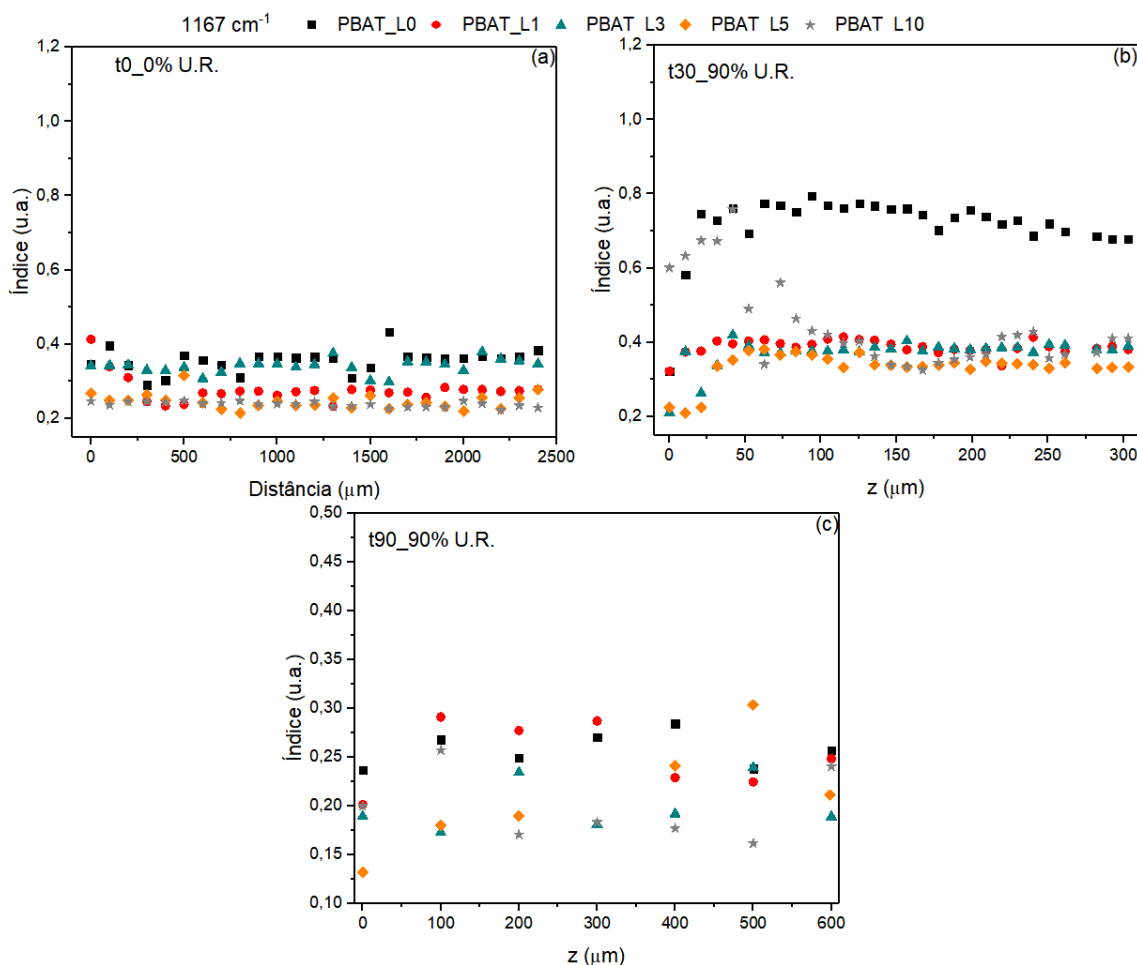 1167 cm⁻¹ PBAT_L0 PBAT_L1 PBAT_L3 PBAT L5 PBAT L10
(a)
t0_0% U.R.
1,2
1,0
0,8
0,6
0,4
0,2
Índice (u.a.)
0 500 1000 1500 2000 2500
Distância (µm)
(b)
t30_90% U.R.
1,2
1,0
0,8
0,6
0,4
0,2
Índice (u.a.)
0 50 100 150 200 250 300
z (µm)
(c)
t90_90% U.R.
0,50
0,45
0,40
0,35
0,30
0,25
0,20
0,15
0,10
Índice (u.a.)
0 100 200 300 400 500 600
z (µm)